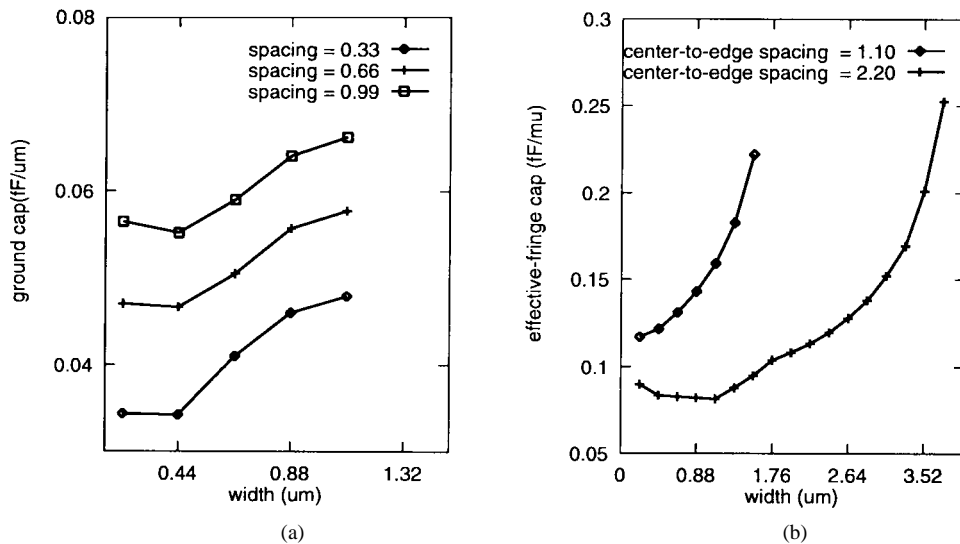 0.08
0.06
0.04
ground cap(fF/um)
spacing = 0.33
spacing = 0.66
spacing = 0.99
0.44
0.88
1.32
width (um)
(a)
0.3
0.25
0.2
0.15
0.1
0.05
effective-fringe cap (fF/mu)
center-to-edge spacing = 1.10
center-to-edge spacing = 2.20
0
0.88
1.76
2.64
3.52
width (um)
(b)